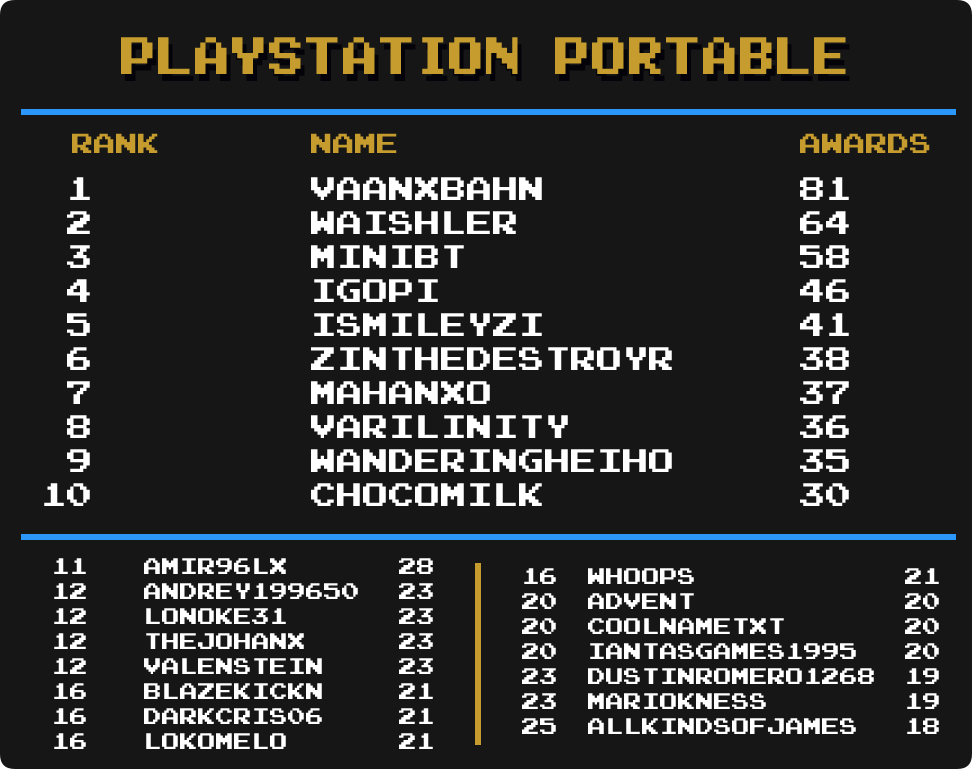 PLAYSTATION PORTABLE
RANK NAME AWARDS
1 VAANXBAHN 81
2 WAISHLER 64
3 MINIBT 58
4 IGOPI 46
5 ISMILEYZI 41
6 ZINTHEDESTROYR 38
7 MAHANXO 37
8 VARILINITY 36
9 WANDERINGHEIHO 35
10 CHOCOMILK 30
11 AMIR96LX 28
12 ANDREY199650 23
12 LONOKE31 23
12 THEJOHANX 23
12 VALENSTEIN 23
16 BLAZEKICKN 21
16 DARKCRIS06 21
16 LOKOMELO 21
16 WHOOPS 21
20 ADVENT 20
20 COOLNAMETXT 20
20 IANTASGAMES1995 20
23 DUSTINROMERO1268 19
23 MARIOKNESS 19
25 ALLKINDSOFJAMES 18